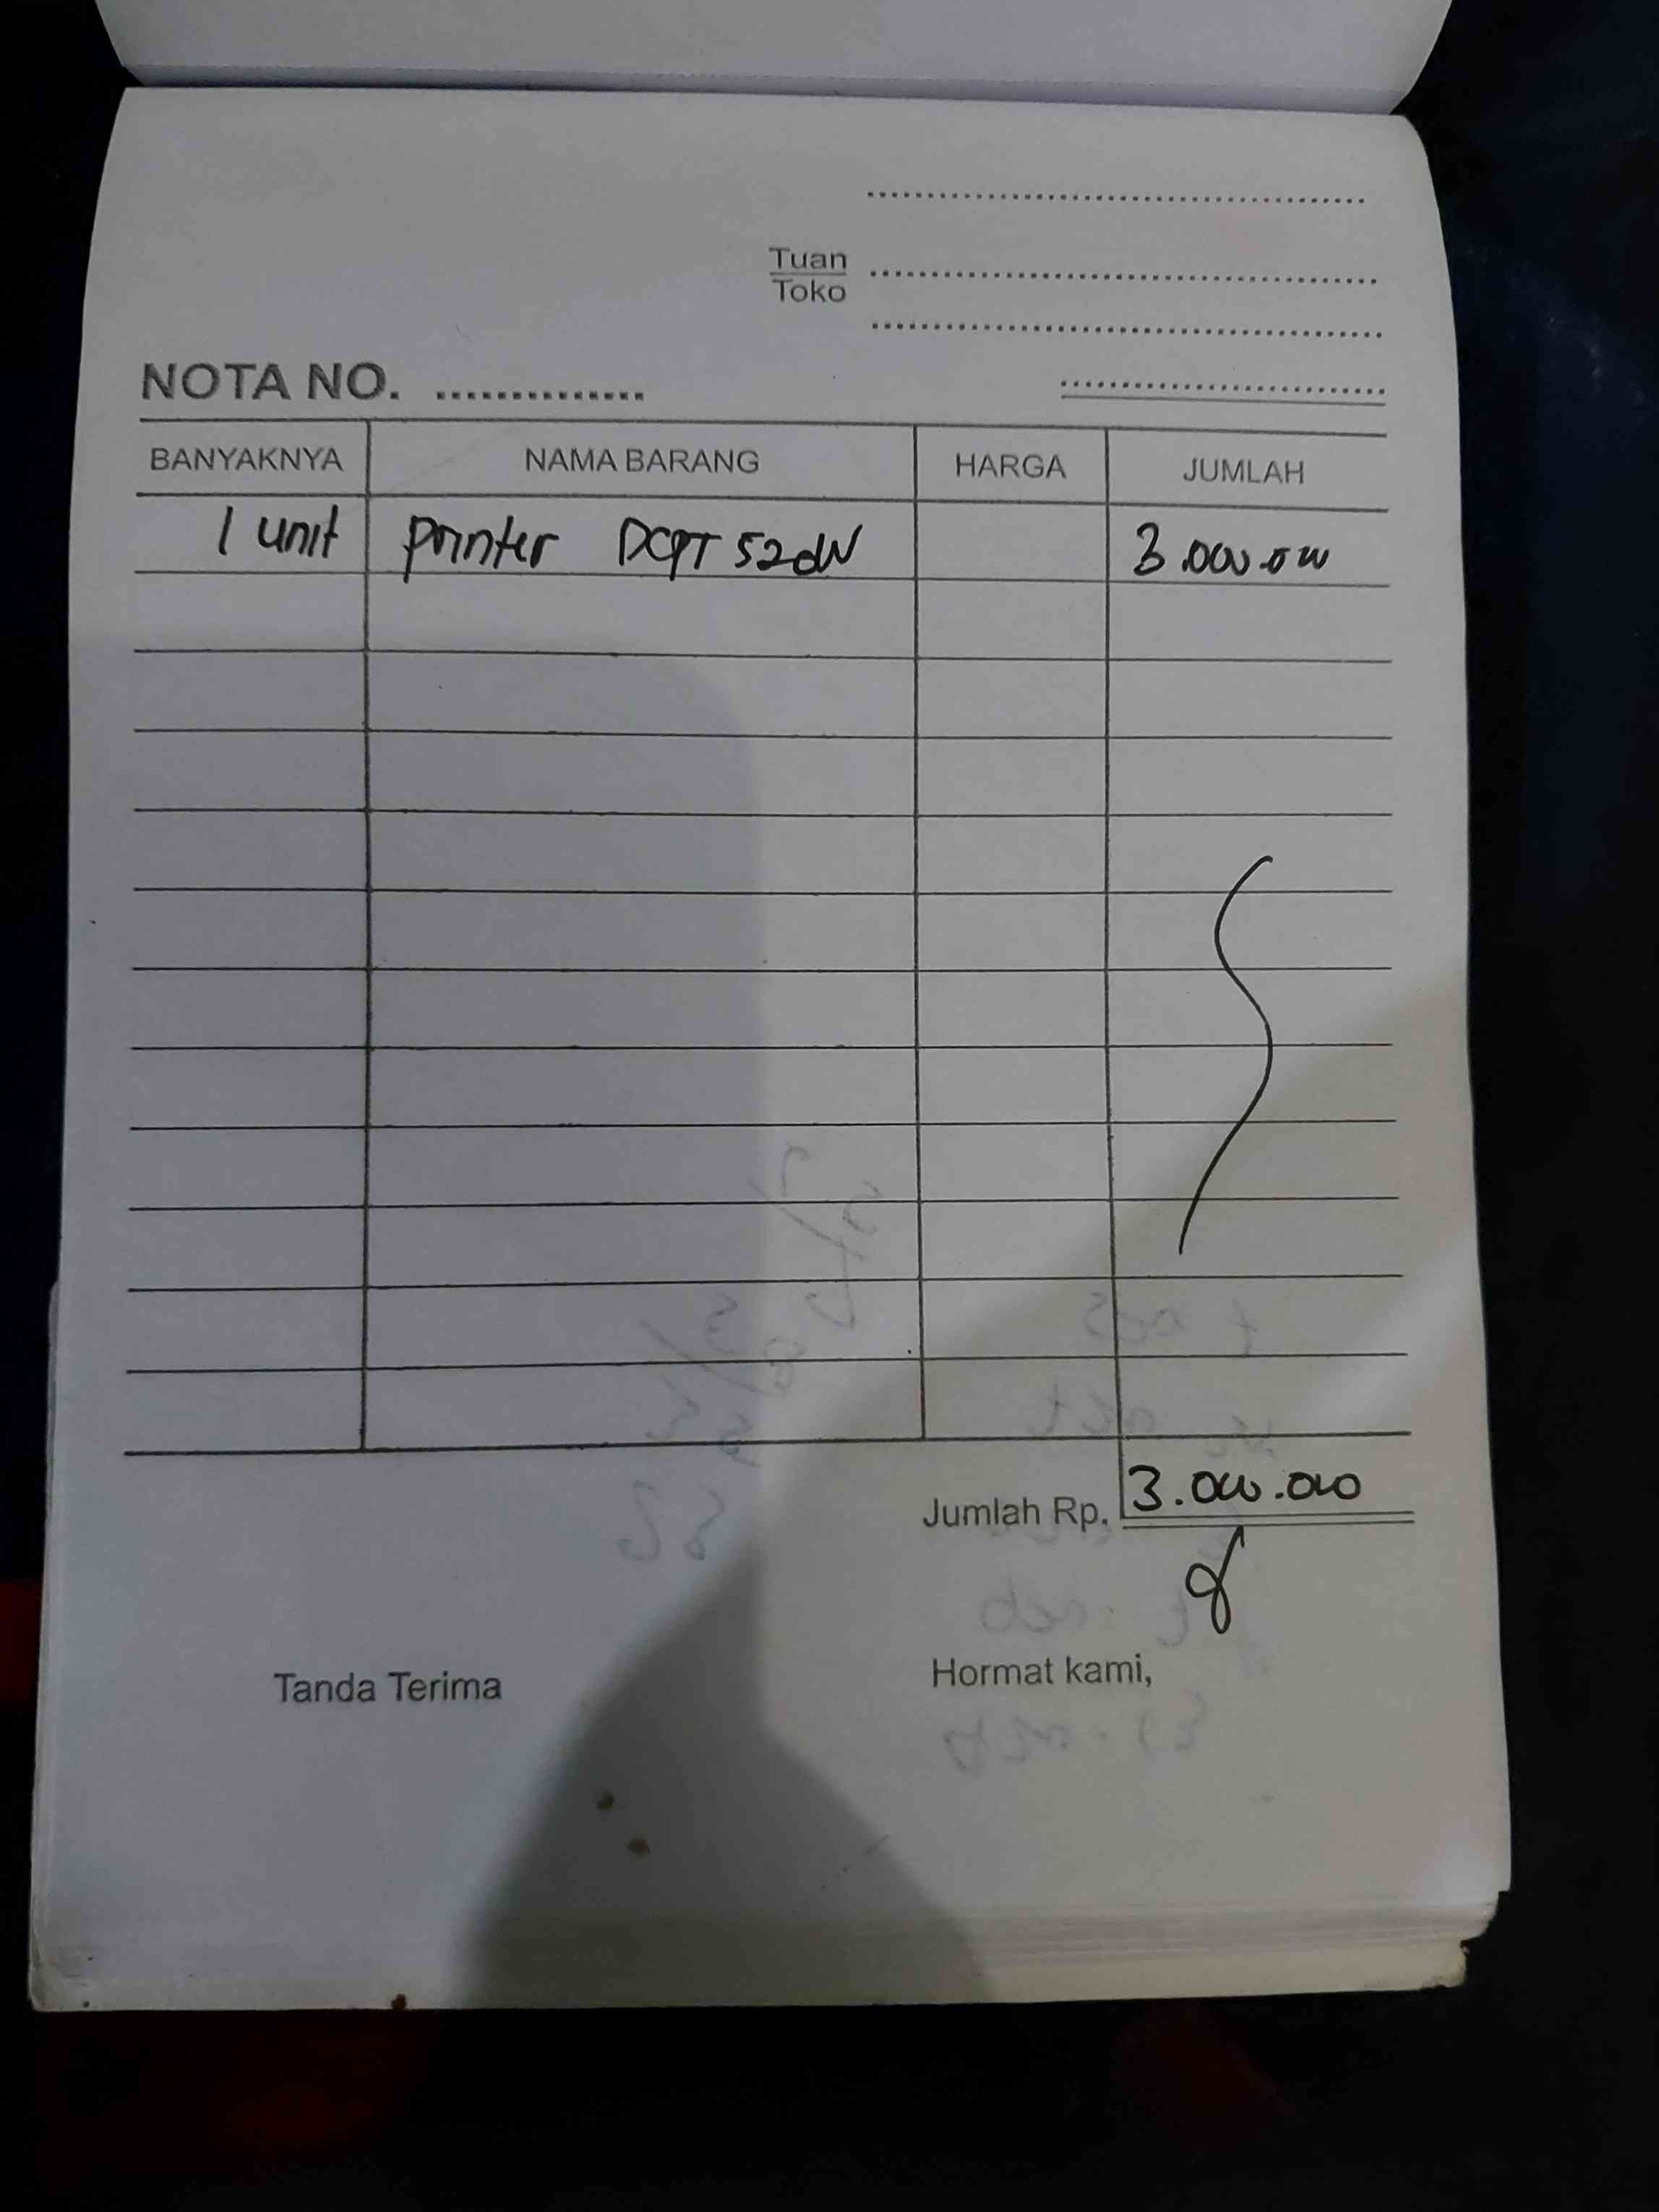 Tuan
Toko
NOTA NO. ...............
BANYAKNYA NAMA BARANG HARGA JUMLAH
1 unit printer DCPT 520W 3.000.000
Jumlah Rp. 3.000.000
Tanda Terima Hormat kami,